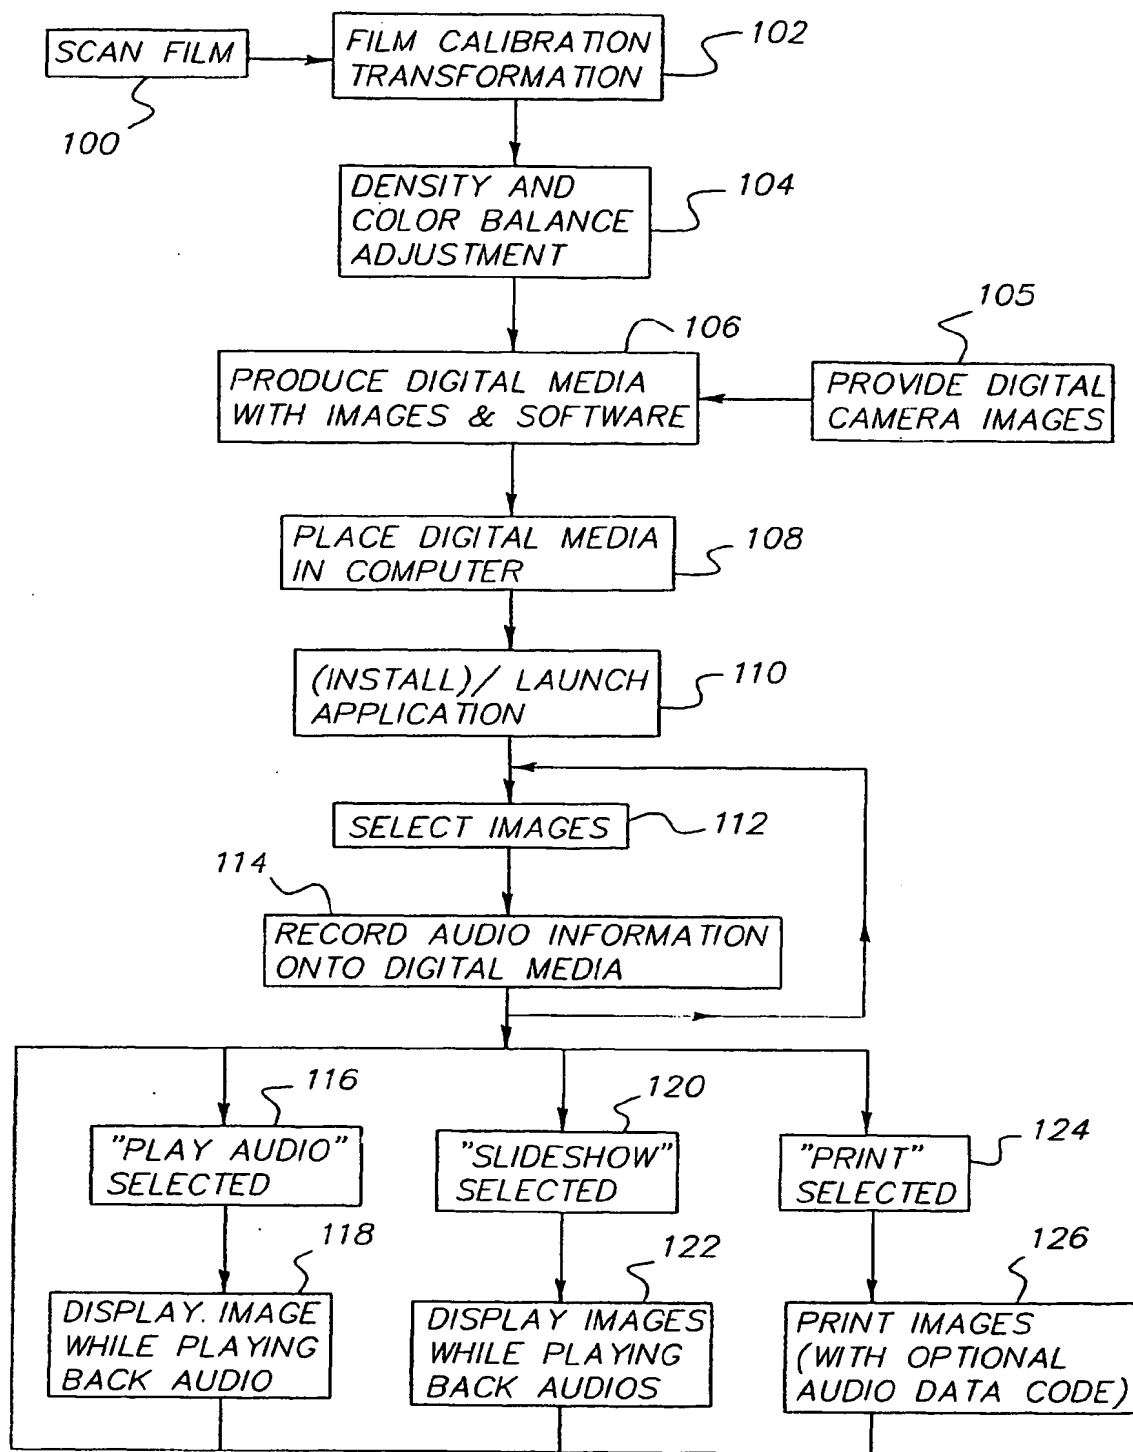 SCAN FILM
100
FILM CALIBRATION
TRANSFORMATION
102
DENSITY AND
COLOR BALANCE
ADJUSTMENT
104
105
106
PRODUCE DIGITAL MEDIA
WITH IMAGES & SOFTWARE
PROVIDE DIGITAL
CAMERA IMAGES
PLACE DIGITAL MEDIA
IN COMPUTER
108
(INSTALL)/ LAUNCH
APPLICATION
110
SELECT IMAGES
112
114
RECORD AUDIO INFORMATION
ONTO DIGITAL MEDIA
116
"PLAY AUDIO"
SELECTED
120
"SLIDESHOW"
SELECTED
124
"PRINT"
SELECTED
118
DISPLAY. IMAGE
WHILE PLAYING
BACK AUDIO
122
DISPLAY IMAGES
WHILE PLAYING
BACK AUDIOS
126
PRINT IMAGES
(WITH OPTIONAL
AUDIO DATA CODE)